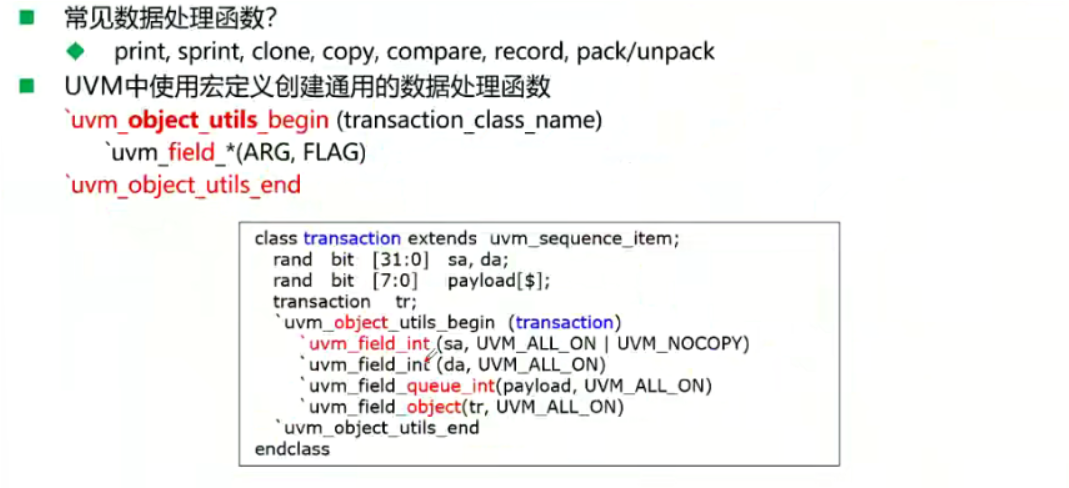 常见数据处理函数?
print, sprint, clone, copy, compare, record, pack/unpack
UVM中使用宏定义创建通用的数据处理函数
`uvm_object_utils_begin (transaction_class_name)
`uvm_field_*(ARG, FLAG)
`uvm_object_utils_end
class transaction extends uvm_sequence_item;
rand bit [31:0] sa, da;
rand bit [7:0] payload[$];
transaction tr;
`uvm_object_utils_begin (transaction)
`uvm_field_int (sa, UVM_ALL_ON | UVM_NOCOPY)
`uvm_field_int (da, UVM_ALL_ON)
`uvm_field_queue_int(payload, UVM_ALL_ON)
`uvm_field_object(tr, UVM_ALL_ON)
`uvm_object_utils_end
endclass